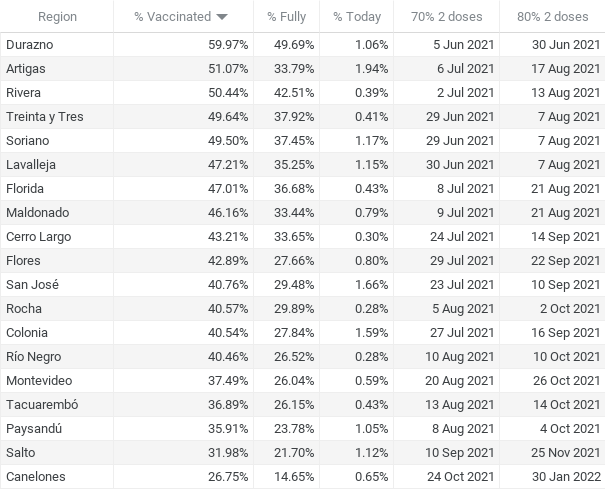 Region % Vaccinated % Fully % Today 70% 2 doses 80% 2 doses
Durazno 59.97% 49.69% 1.06% 5 Jun 2021 30 Jun 2021
Artigas 51.07% 33.79% 1.94% 6 Jul 2021 17 Aug 2021
Rivera 50.44% 42.51% 0.39% 2 Jul 2021 13 Aug 2021
Treinta y Tres 49.64% 37.92% 0.41% 29 Jun 2021 7 Aug 2021
Soriano 49.50% 37.45% 1.17% 29 Jun 2021 7 Aug 2021
Lavalleja 47.21% 35.25% 1.15% 30 Jun 2021 7 Aug 2021
Florida 47.01% 36.68% 0.43% 8 Jul 2021 21 Aug 2021
Maldonado 46.16% 33.44% 0.79% 9 Jul 2021 21 Aug 2021
Cerro Largo 43.21% 33.65% 0.30% 24 Jul 2021 14 Sep 2021
Flores 42.89% 27.66% 0.80% 29 Jul 2021 22 Sep 2021
San José 40.76% 29.48% 1.66% 23 Jul 2021 10 Sep 2021
Rocha 40.57% 29.89% 0.28% 5 Aug 2021 2 Oct 2021
Colonia 40.54% 27.84% 1.59% 27 Jul 2021 16 Sep 2021
Río Negro 40.46% 26.52% 0.28% 10 Aug 2021 10 Oct 2021
Montevideo 37.49% 26.04% 0.59% 20 Aug 2021 26 Oct 2021
Tacuarembó 36.89% 26.15% 0.43% 13 Aug 2021 14 Oct 2021
Paysandú 35.91% 23.78% 1.05% 8 Aug 2021 4 Oct 2021
Salto 31.98% 21.70% 1.12% 10 Sep 2021 25 Nov 2021
Canelones 26.75% 14.65% 0.65% 24 Oct 2021 30 Jan 2022